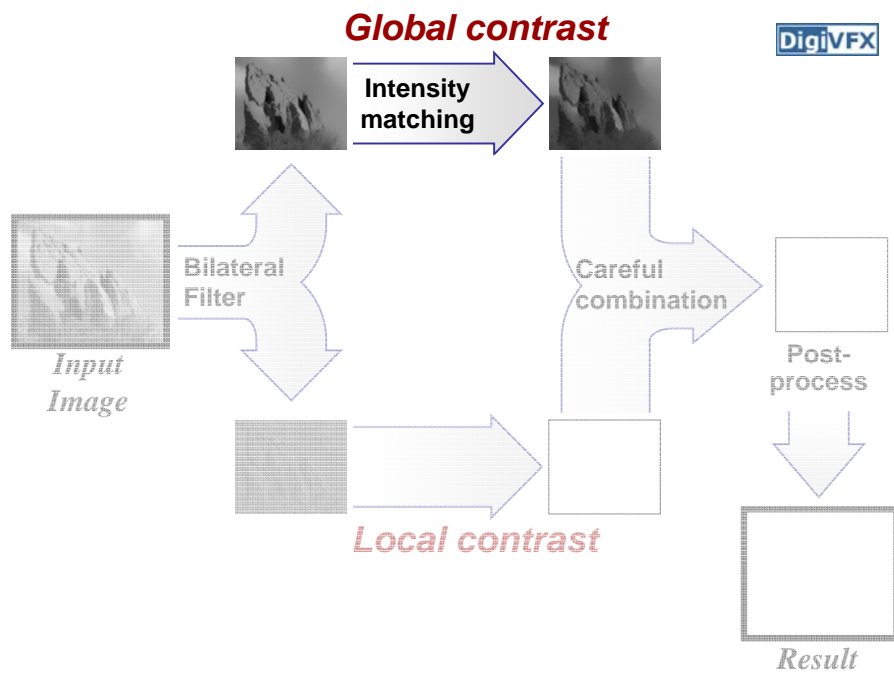 Global contrast
DigiVFX
Intensity
matching
Bilateral
Filter
Careful
combination
Input
Image
Post-
process
Local contrast
Result